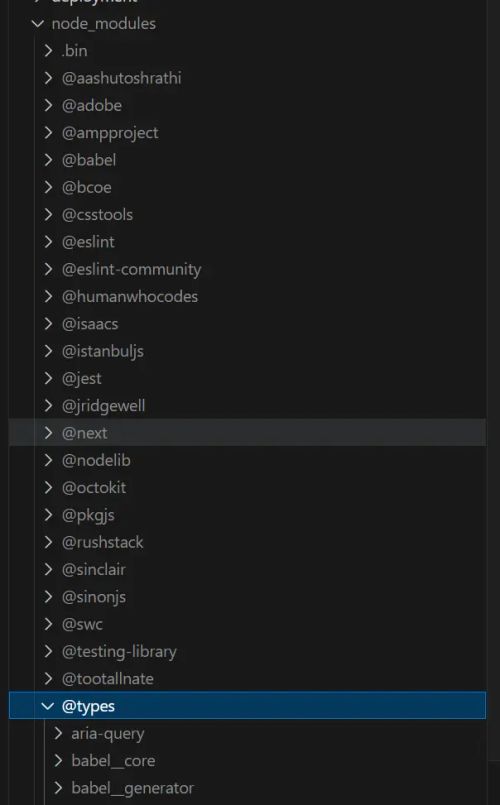 deployment
node_modules
.bin
@aashutoshrathi
@adobe
@ampproject
@babel
@bcoe
@csstools
@eslint
@eslint-community
@humanwhocodes
@isaacs
@istanbuljs
@jest
@jridgewell
@next
@nodelib
@octokit
@pkgjs
@rushstack
@sinclair
@sinonjs
@swc
@testing-library
@tootallnate
@types
aria-query
babel__core
babel__generator